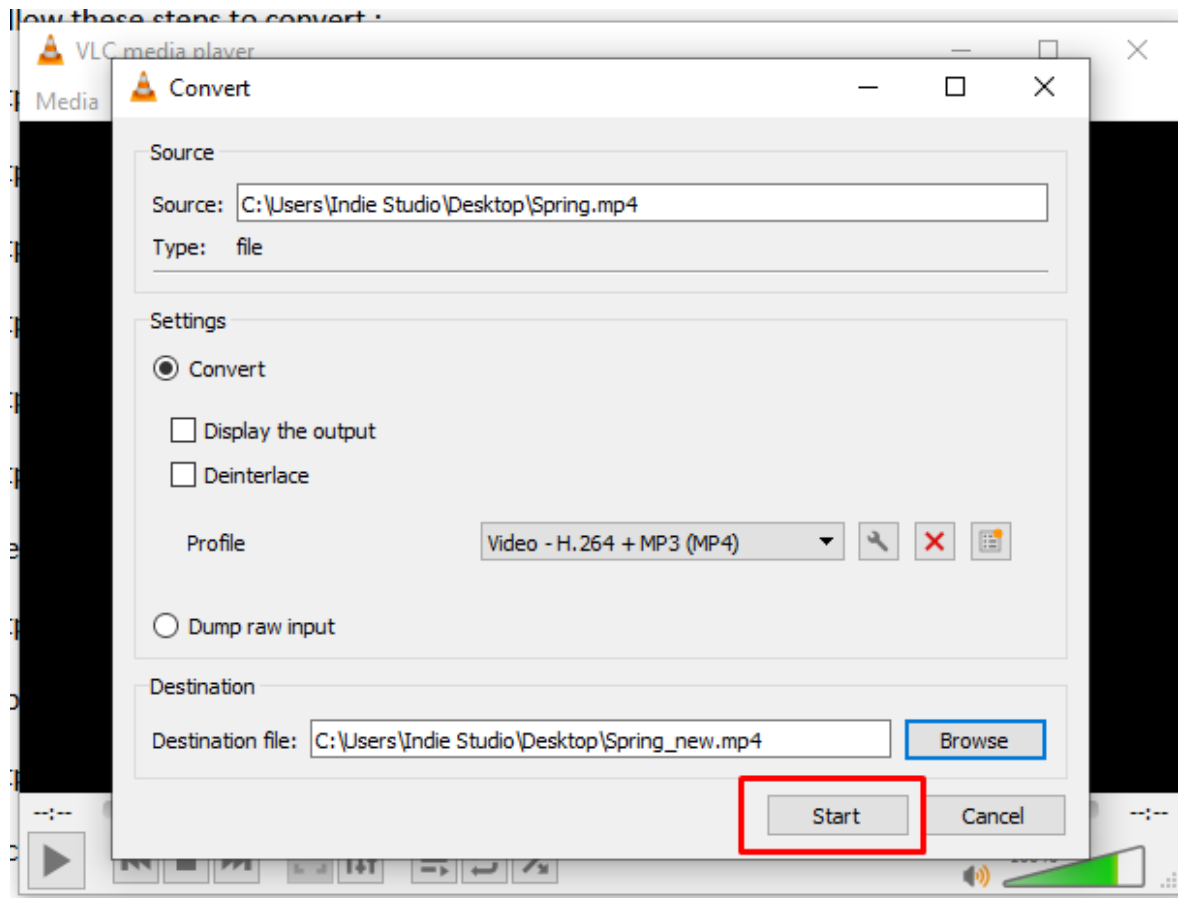 llow these steps to convert :
VLC media player
Media
Convert
Source
Source: C:\Users\Indie Studio\Desktop\Spring.mp4
Type: file
Settings
Convert
Display the output
Deinterlace
Profile Video - H.264 + MP3 (MP4)
Dump raw input
Destination
Destination file: C:\Users\Indie Studio\Desktop\Spring_new.mp4 Browse
Start Cancel
--:-- --:--